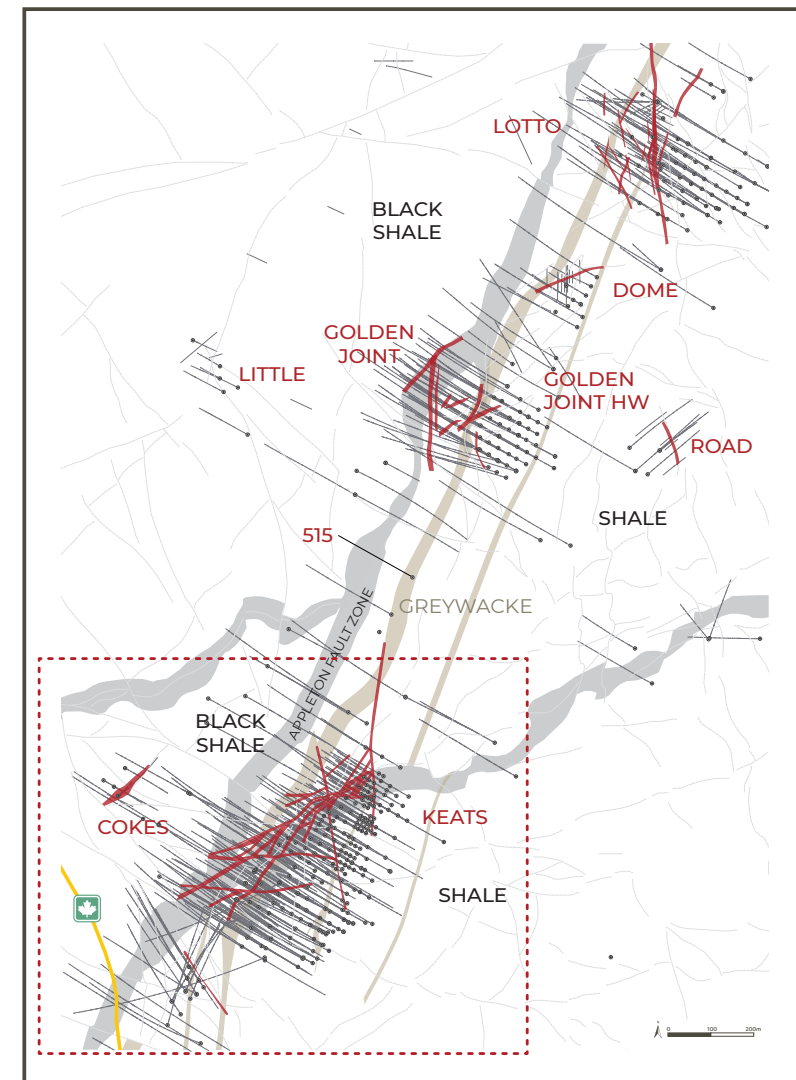 LOTTO
BLACK
SHALE
DOME
GOLDEN
JOINT
LITTLE
GOLDEN
JOINT HW
ROAD
SHALE
515
GREYWACKE
APPLETON FAULT ZONE
BLACK
SHALE
COKES
KEATS
SHALE
0 100 200m